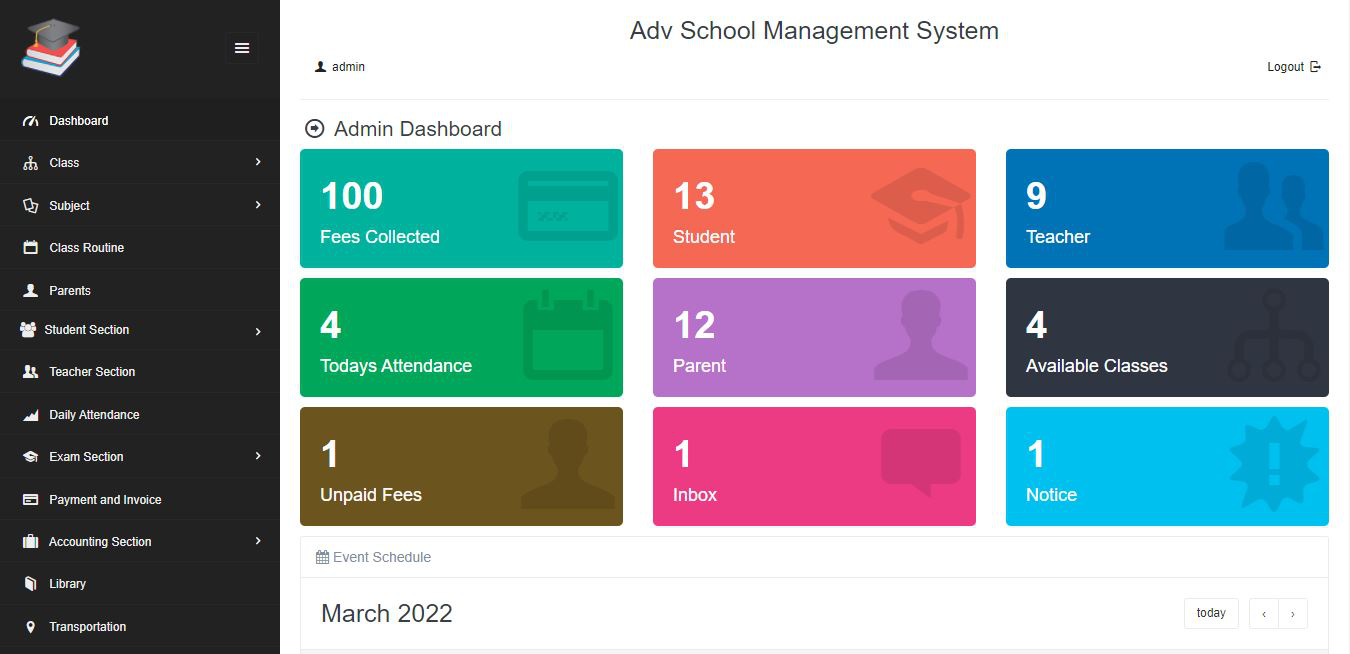 Adv School Management System
admin
Logout
Dashboard
Class
Subject
Class Routine
Parents
Student Section
Teacher Section
Daily Attendance
Exam Section
Payment and Invoice
Accounting Section
Library
Transportation
Admin Dashboard
100
Fees Collected
13
Student
9
Teacher
4
Todays Attendance
12
Parent
4
Available Classes
1
Unpaid Fees
1
Inbox
1
Notice
Event Schedule
March 2022
today
‹ ›